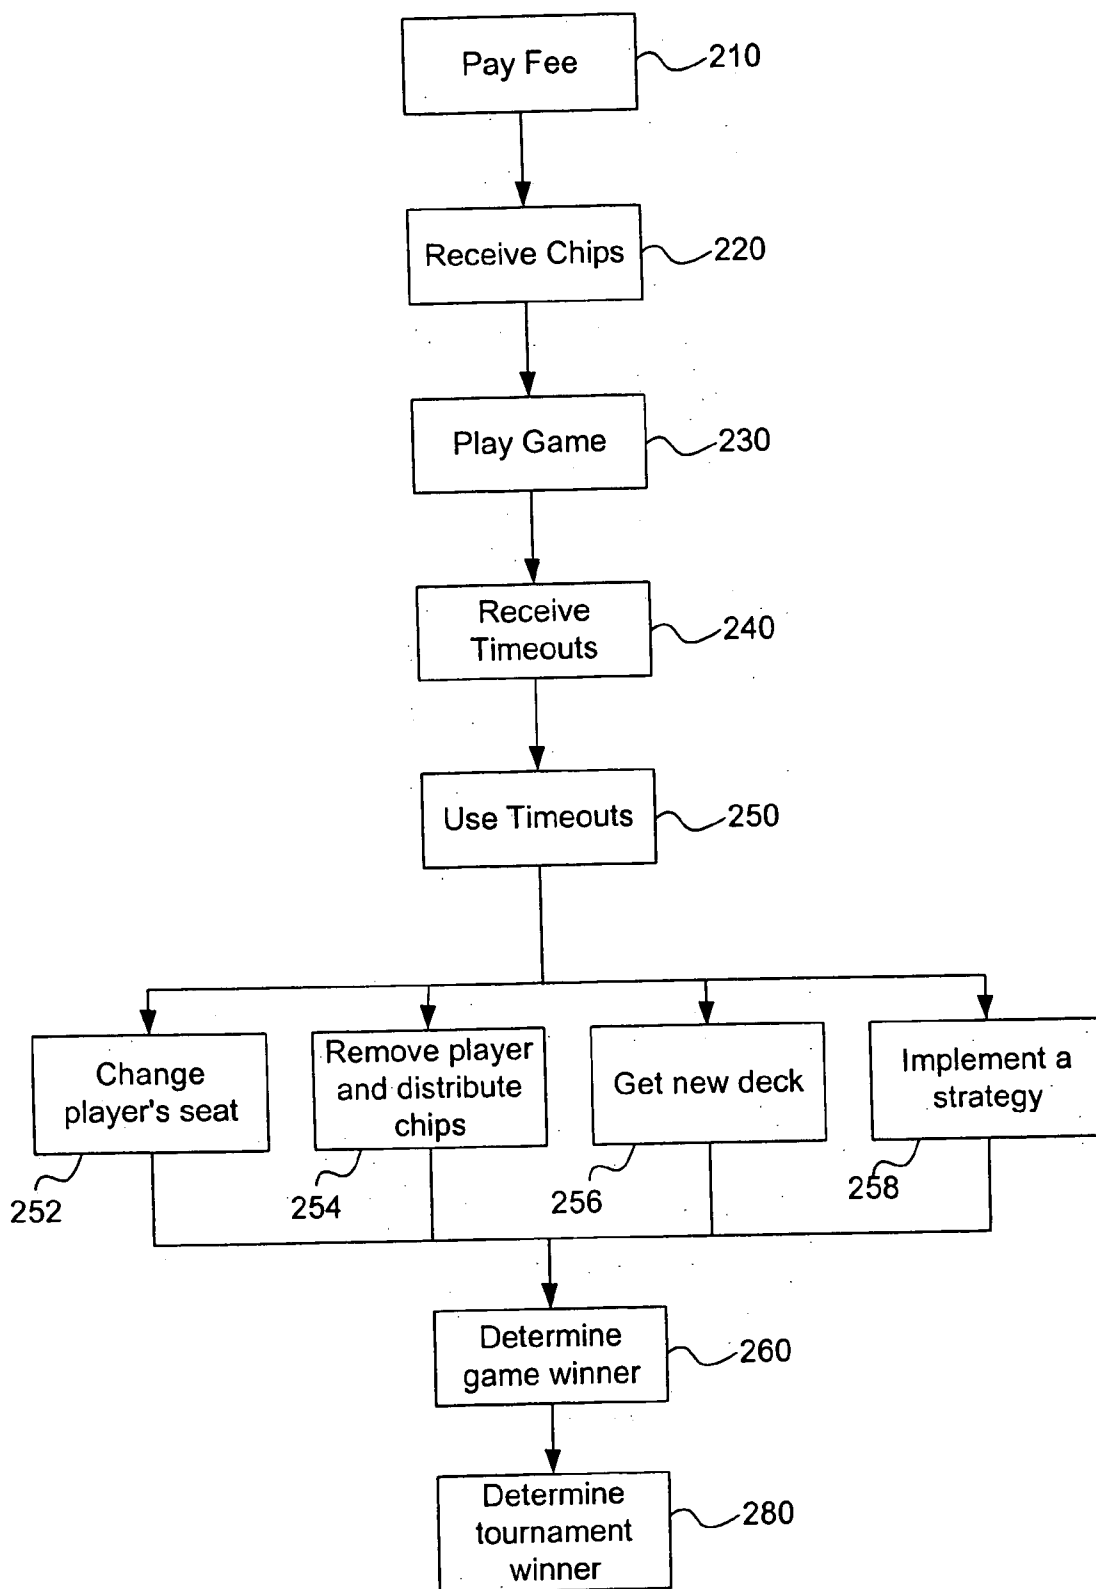 Pay Fee
210
Receive Chips
220
Play Game
230
Receive
Timeouts
240
Use Timeouts
250
Change
player's seat
252
Remove player
and distribute
chips
254
Get new deck
256
Implement a
strategy
258
Determine
game winner
260
Determine
tournament
winner
280